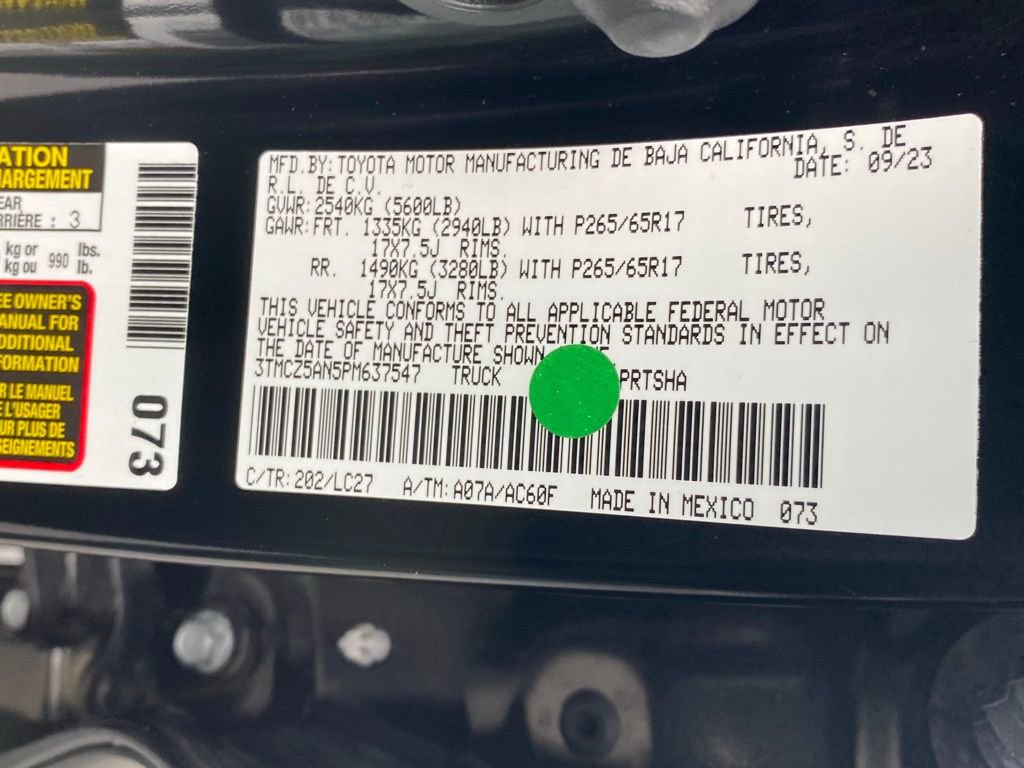 ATION
HARGEMENT
EAR
RRIÈRE : 3
kg or 990 lbs.
kg ou lb.
EE OWNER'S
ANUAL FOR
DDITIONAL
FORMATION
R LE MANUEL
E L'USAGER
UR PLUS DE
SEIGNEMENTS
073
MFD.BY: TOYOTA MOTOR MANUFACTURING DE BAJA CALIFORNIA, S. DE
R.L. DE C.V. DATE: 09/23
GVWR: 2540KG (5600LB)
GAWR: FRT. 1335KG (2940LB) WITH P265/65R17 TIRES,
17X7.5J RIMS.
RR. 1490KG (3280LB) WITH P265/65R17 TIRES,
17X7.5J RIMS.
THIS VEHICLE CONFORMS TO ALL APPLICABLE FEDERAL MOTOR
VEHICLE SAFETY AND THEFT PREVENTION STANDARDS IN EFFECT ON
THE DATE OF MANUFACTURE SHOWN
3TMCZ5AN5PM637547 TRUCK PRTSHA
C/TR: 202/LC27 A/TM: A07A/AC60F MADE IN MEXICO 073